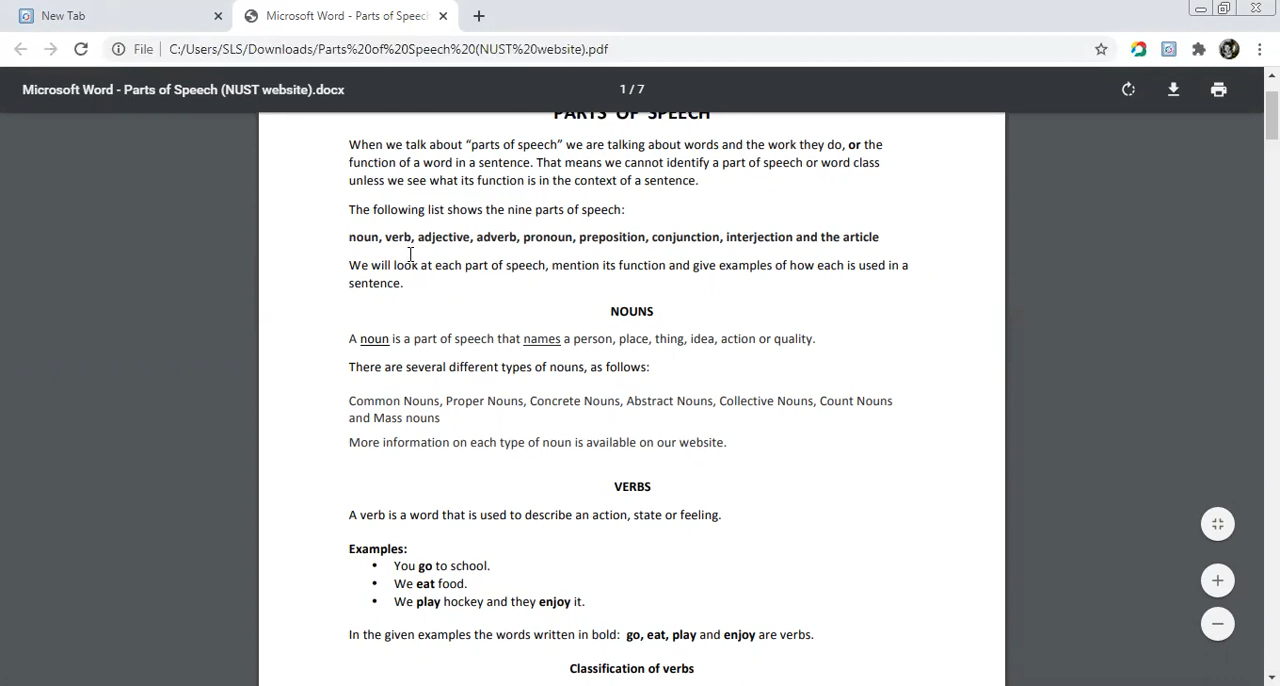 New Tab
Microsoft Word - Parts of Speech
File
C:/Users/SLS/Downloads/Parts%20of%20Speech%20(NUST%20website).pdf
Microsoft Word - Parts of Speech (NUST website).docx
1 / 7
PARTS OF SPEECH
When we talk about “parts of speech” we are talking about words and the work they do, or the
function of a word in a sentence. That means we cannot identify a part of speech or word class
unless we see what its function is in the context of a sentence.
The following list shows the nine parts of speech:
noun, verb, adjective, adverb, pronoun, preposition, conjunction, interjection and the article
We will look at each part of speech, mention its function and give examples of how each is used in a
sentence.
NOUNS
A noun is a part of speech that names a person, place, thing, idea, action or quality.
There are several different types of nouns, as follows:
Common Nouns, Proper Nouns, Concrete Nouns, Abstract Nouns, Collective Nouns, Count Nouns
and Mass nouns
More information on each type of noun is available on our website.
VERBS
A verb is a word that is used to describe an action, state or feeling.
Examples:
• You go to school.
• We eat food.
• We play hockey and they enjoy it.
In the given examples the words written in bold: go, eat, play and enjoy are verbs.
Classification of verbs